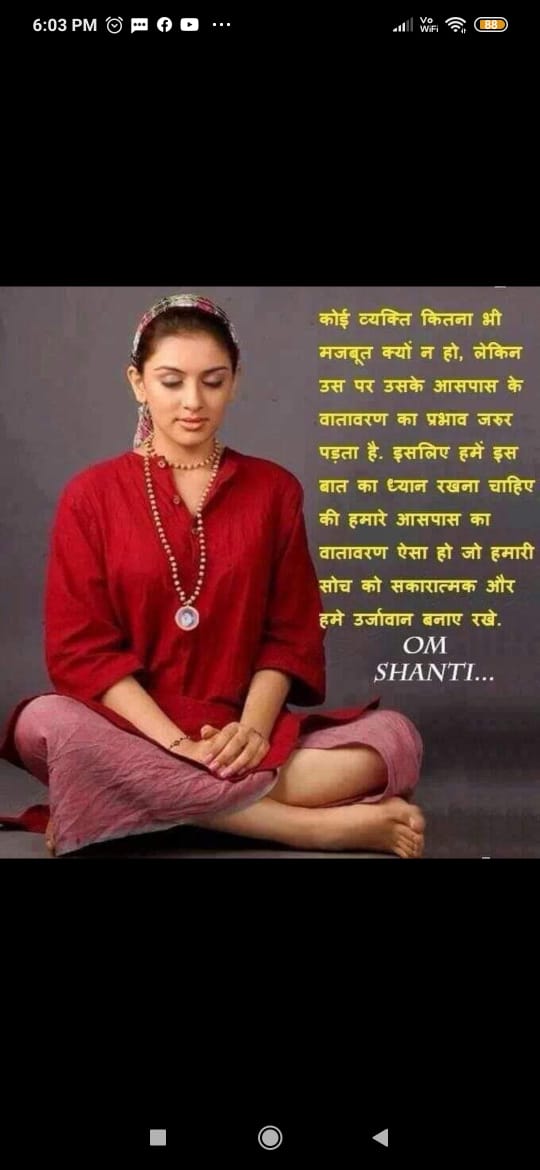 6:03 PM
Vo
WiFi
88
कोई व्यक्ति कितना भी
मजबूत क्यों न हो, लेकिन
उस पर उसके आसपास के
वातावरण का प्रभाव जरुर
पड़ता है. इसलिए हमें इस
बात का ध्यान रखना चाहिए
की हमारे आसपास का
वातावरण ऐसा हो जो हमारी
सोच को सकारात्मक और
हमे उर्जावान बनाए रखे.
OM
SHANTI...